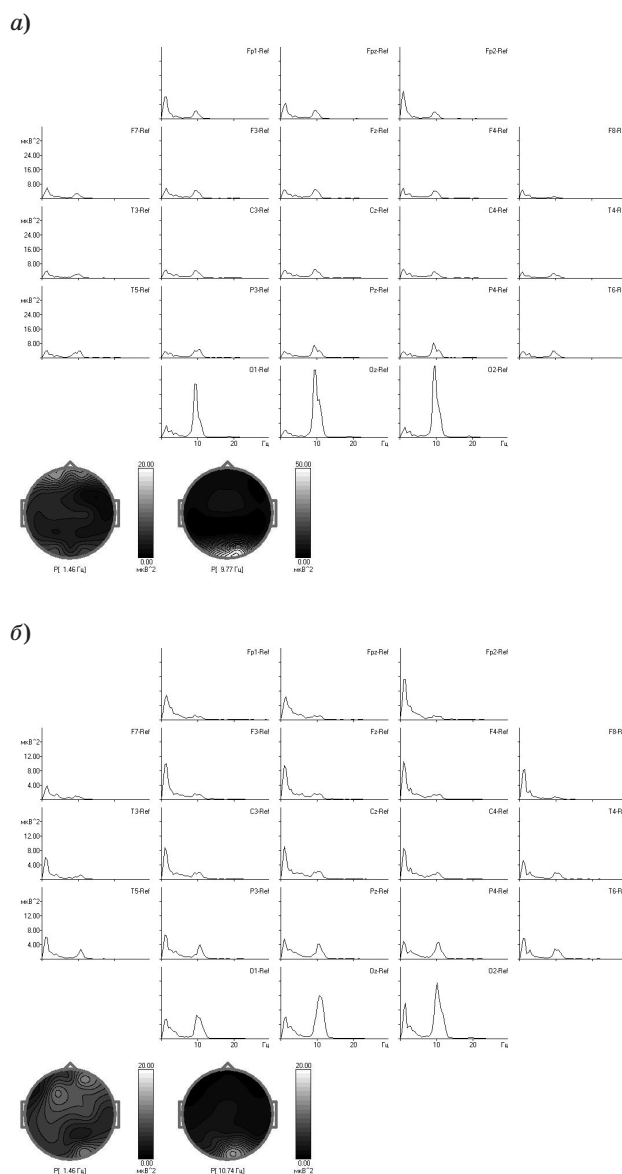 а)
Fp1-Ref Fpz-Ref Fp2-Ref
F7-Ref F3-Ref Fz-Ref F4-Ref F8-R
мкВ^2
24.00
16.00
8.00
T3-Ref C3-Ref Cz-Ref C4-Ref T4-R
мкВ^2
24.00
16.00
8.00
T5-Ref P3-Ref Pz-Ref P4-Ref T6-R
мкВ^2
24.00
16.00
8.00
O1-Ref Oz-Ref O2-Ref
10 20 Гц 10 20 Гц 10 20 Гц
20.00 50.00
0.00 0.00
P[ 1.46 Гц] мкВ^2 P[ 9.77 Гц] мкВ^2
б)
Fp1-Ref Fpz-Ref Fp2-Ref
F7-Ref F3-Ref Fz-Ref F4-Ref F8-R
мкВ^2
12.00
8.00
4.00
T3-Ref C3-Ref Cz-Ref C4-Ref T4-R
мкВ^2
12.00
8.00
4.00
T5-Ref P3-Ref Pz-Ref P4-Ref T6-R
мкВ^2
12.00
8.00
4.00
O1-Ref Oz-Ref O2-Ref
10 20 Гц 10 20 Гц 10 20 Гц
20.00 20.00
0.00 0.00
P[ 1.46 Гц] мкВ^2 P[ 10.74 Гц] мкВ^2